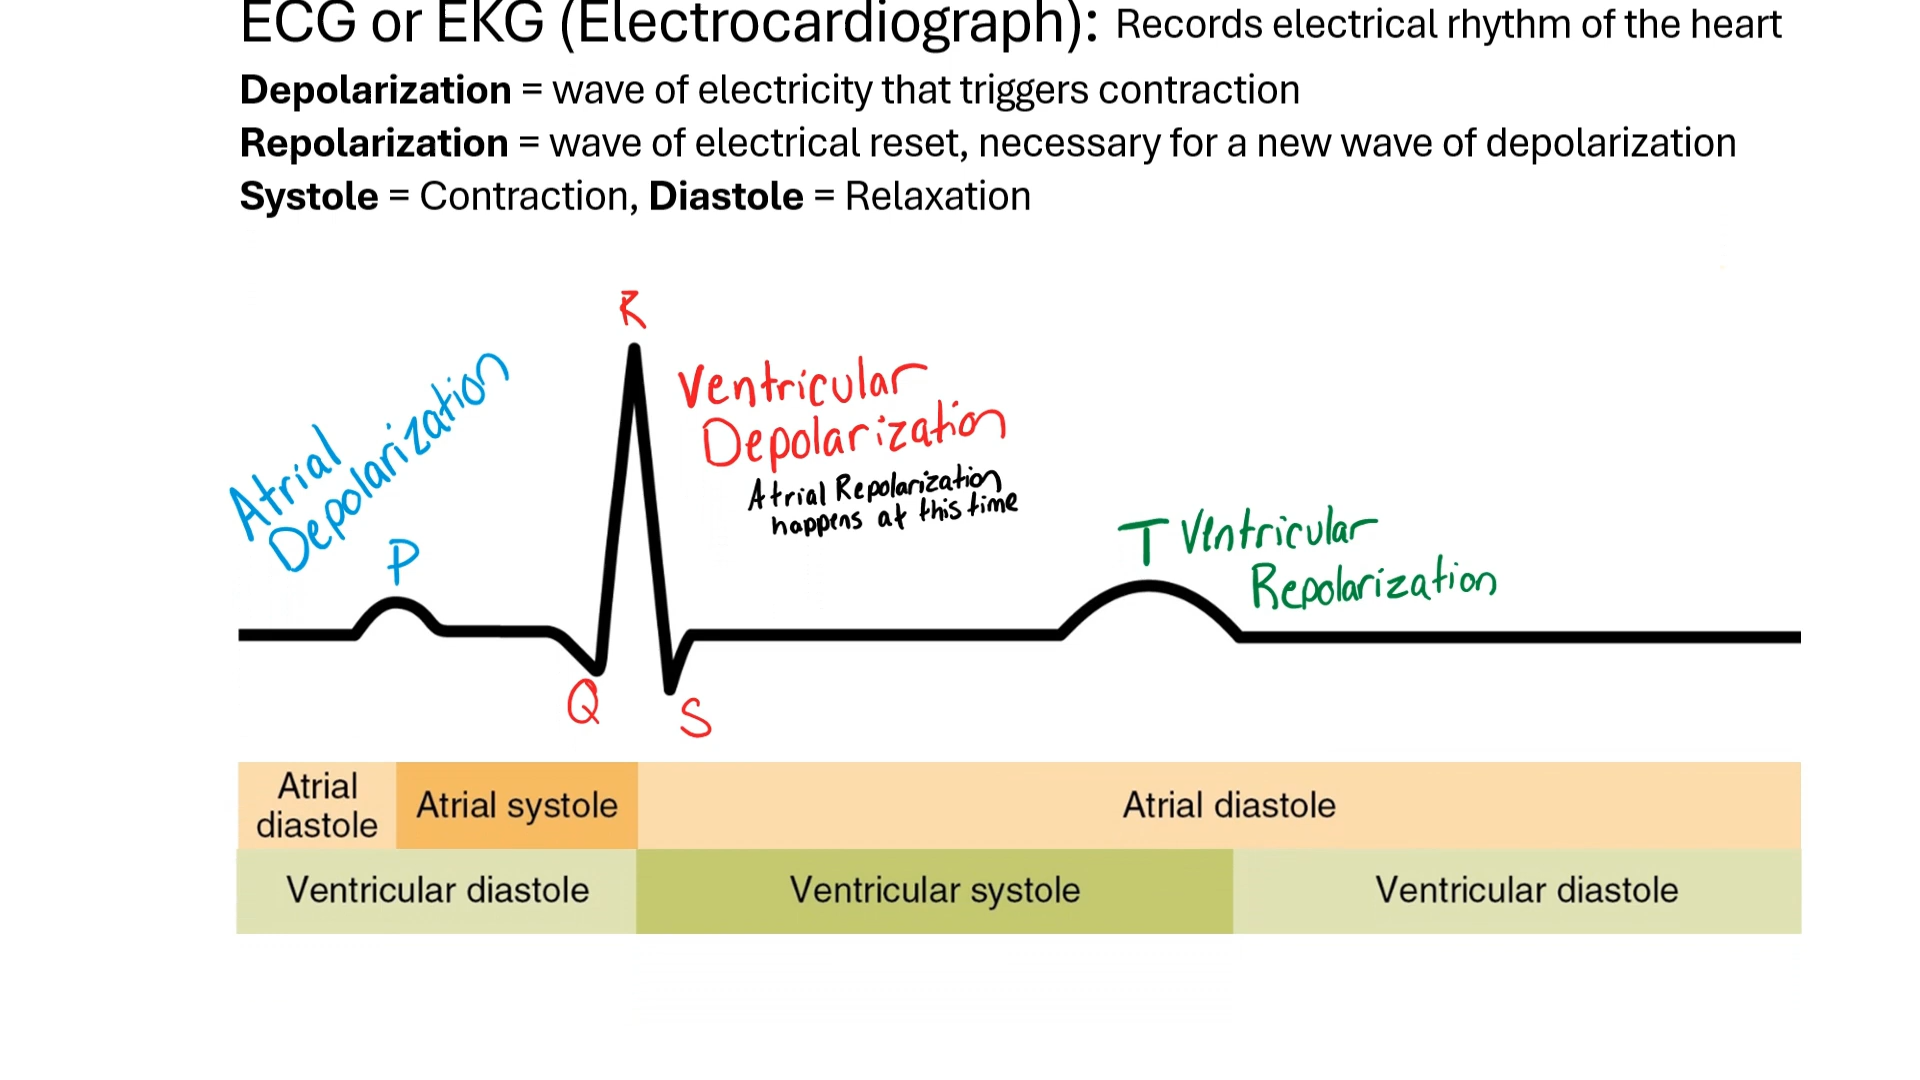 ECG or EKG (Electrocardiograph): Records electrical rhythm of the heart
Depolarization = wave of electricity that triggers contraction
Repolarization = wave of electrical reset, necessary for a new wave of depolarization
Systole = Contraction, Diastole = Relaxation
R
Atrial
Depolarization
P
Ventricular
Depolarization
Atrial Repolarization
happens at this time
T Ventricular
Repolarization
Q
S
Atrial
diastole
Atrial systole
Atrial diastole
Ventricular diastole
Ventricular systole
Ventricular diastole